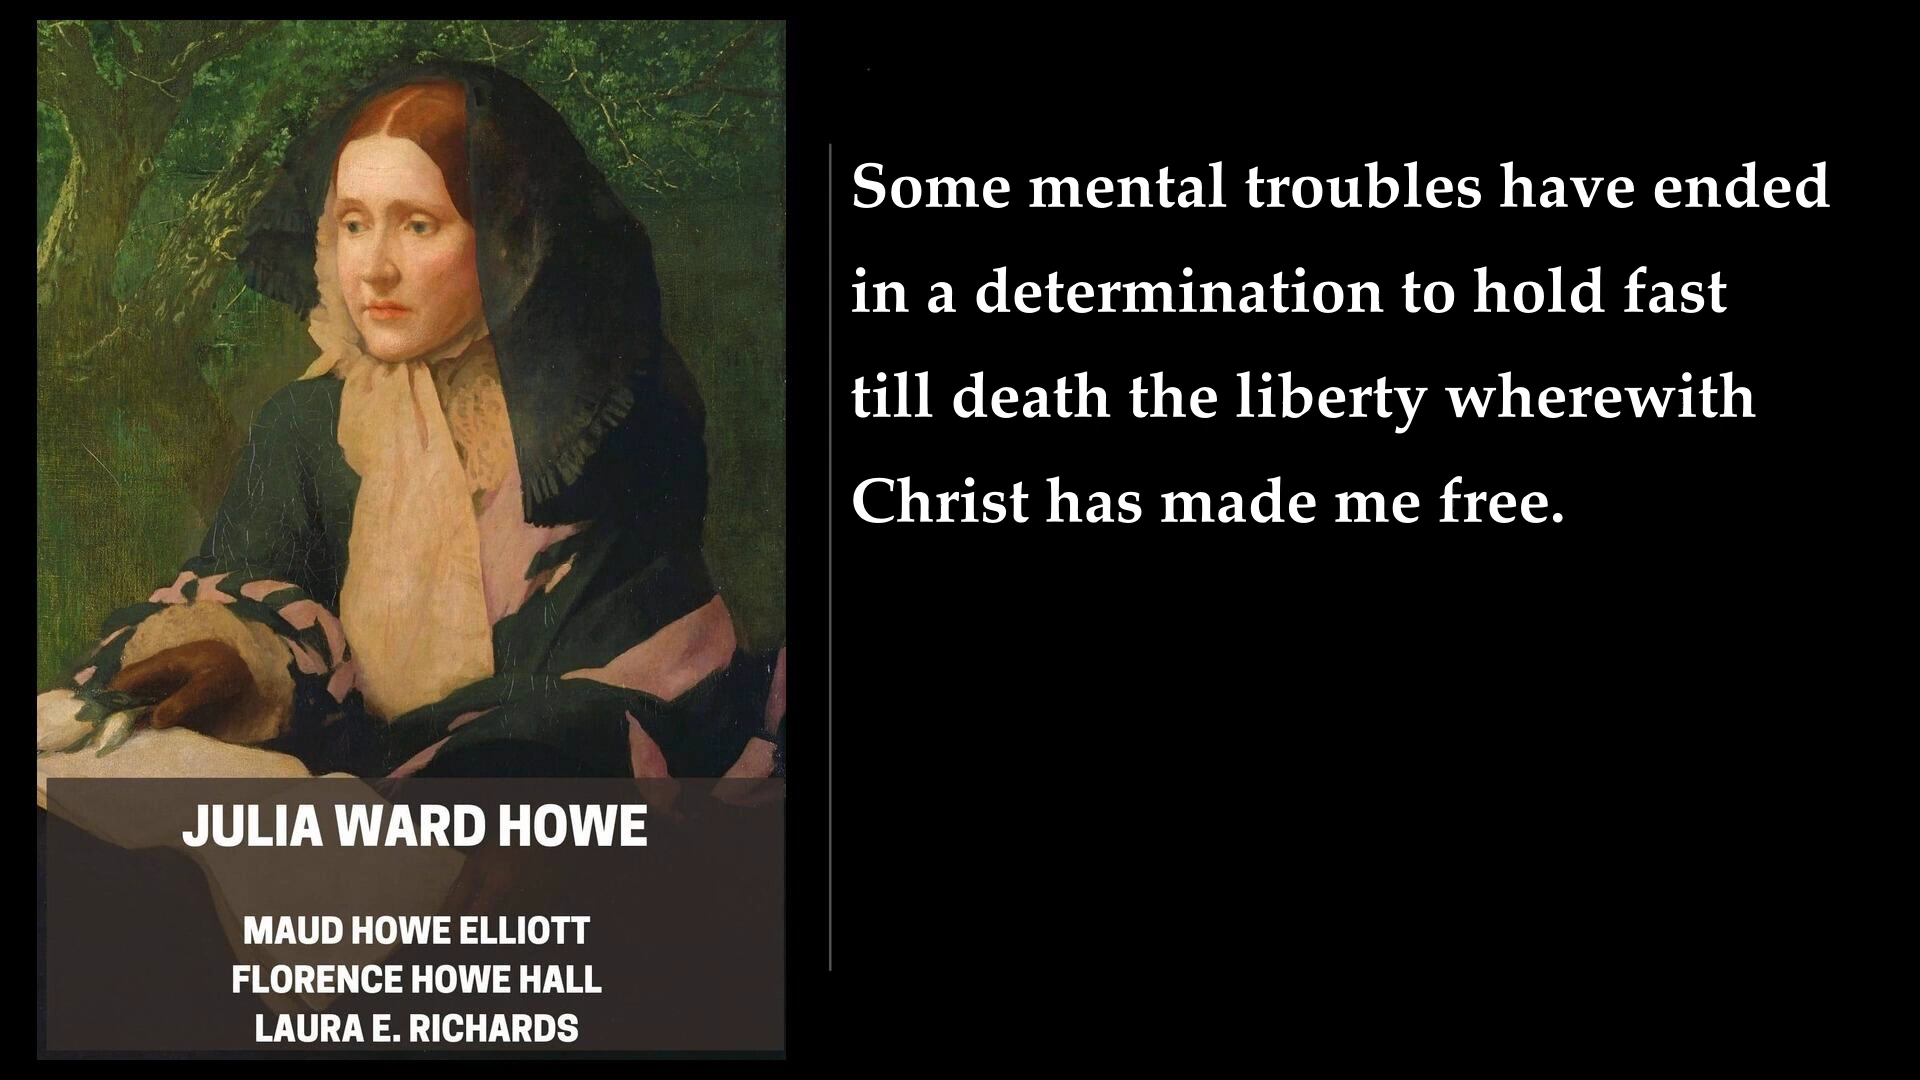 JULIA WARD HOWE
MAUD HOWE ELLIOTT
FLORENCE HOWE HALL
LAURA E. RICHARDS
Some mental troubles have ended
in a determination to hold fast
till death the liberty wherewith
Christ has made me free.